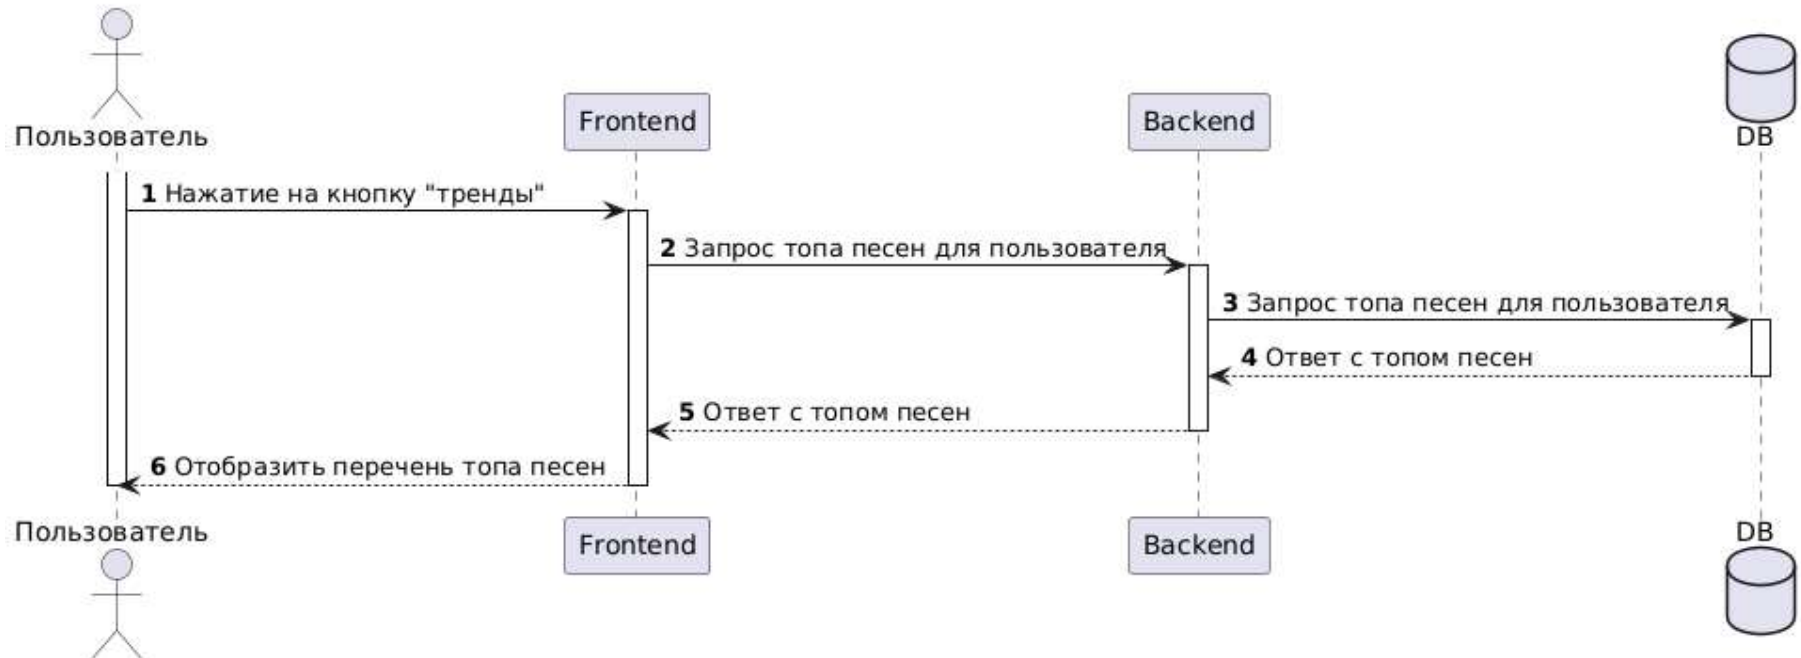 Пользователь
Frontend
Backend
DB
1 Нажатие на кнопку "тренды"
2 Запрос топа песен для пользователя
3 Запрос топа песен для пользователя
4 Ответ с топом песен
5 Ответ с топом песен
6 Отобразить перечень топа песен
Пользователь
Frontend
Backend
DB